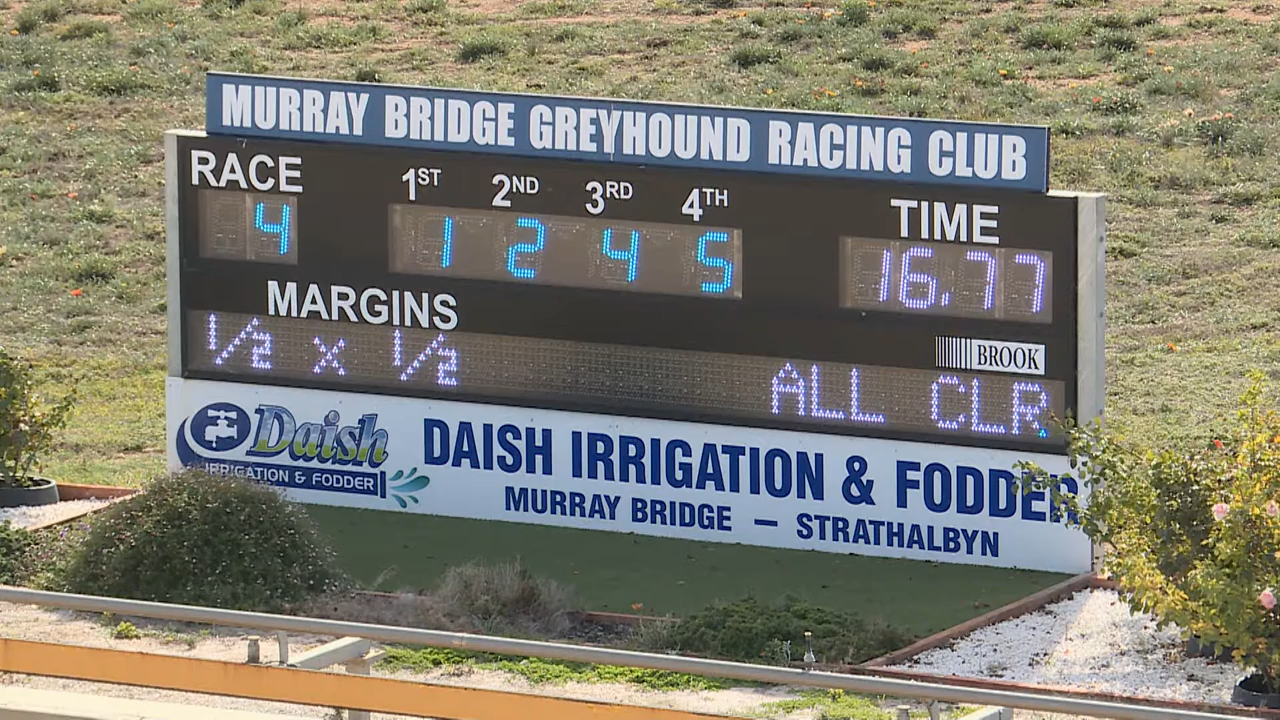 MURRAY BRIDGE GREYHOUND RACING CLUB
RACE 1ST 2ND 3RD 4TH TIME
4 1 2 4 5 16.77
MARGINS
BROOK
1/2 x 1/2 ALL CLR.
Daish
IRRIGATION & FODDER
DAISH IRRIGATION & FODDER
MURRAY BRIDGE – STRATHALBYN